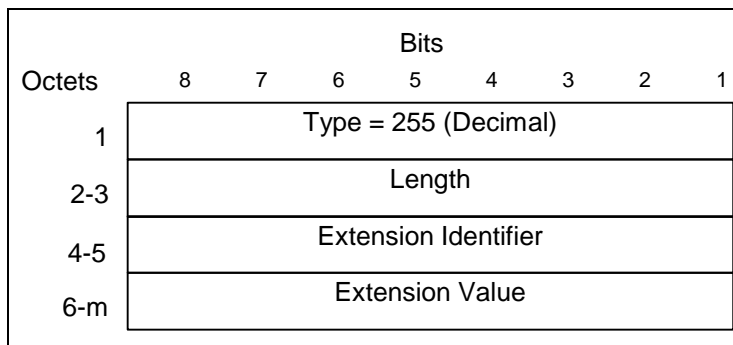 Bits
Octets 8 7 6 5 4 3 2 1
1 Type = 255 (Decimal)
2-3 Length
4-5 Extension Identifier
6-m Extension Value